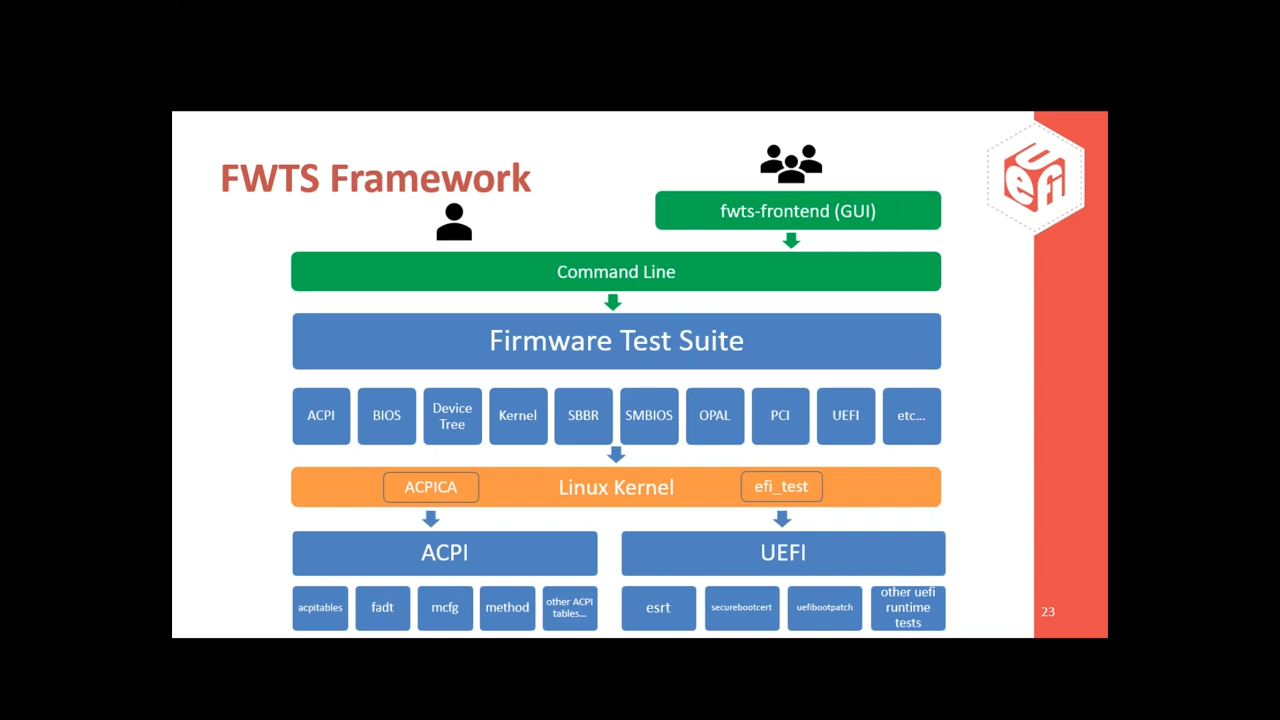 FWTS Framework
uefi
fwts-frontend (GUI)
Command Line
Firmware Test Suite
ACPI
BIOS
Device
Tree
Kernel
SBBR
SMBIOS
OPAL
PCI
UEFI
etc...
ACPICA
Linux Kernel
efi_test
ACPI
UEFI
acpitables
fadt
mcfg
method
other ACPI
tables...
esrt
securebootcert
uefibootpatch
other uefi
runtime
tests
23